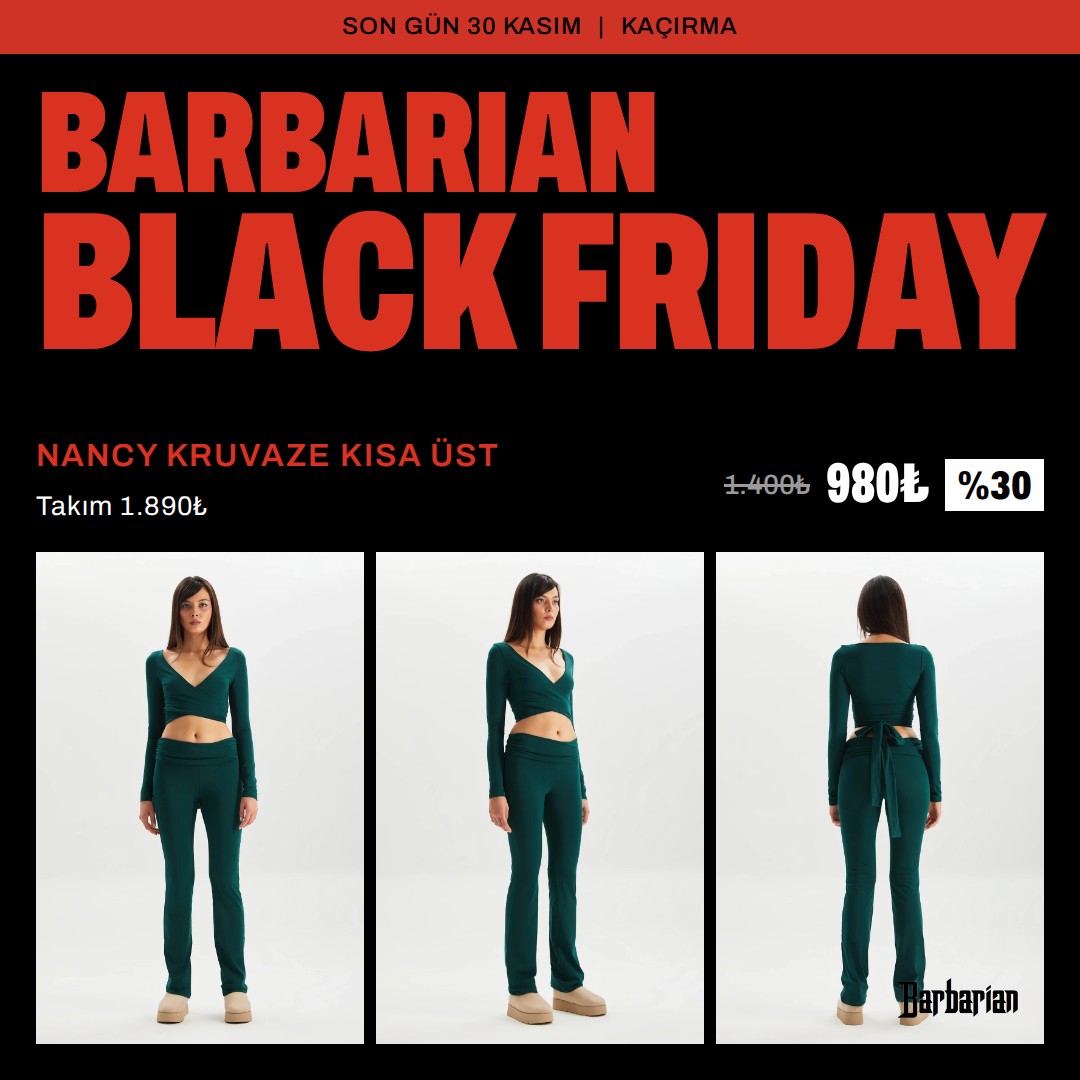 SON GÜN 30 KASIM | KAÇIRMA
BARBARIAN
BLACK FRIDAY
NANCY KRUVAZE KISA ÜST
Takım 1.890₺
1.400₺ 980₺ %30
Barbarian